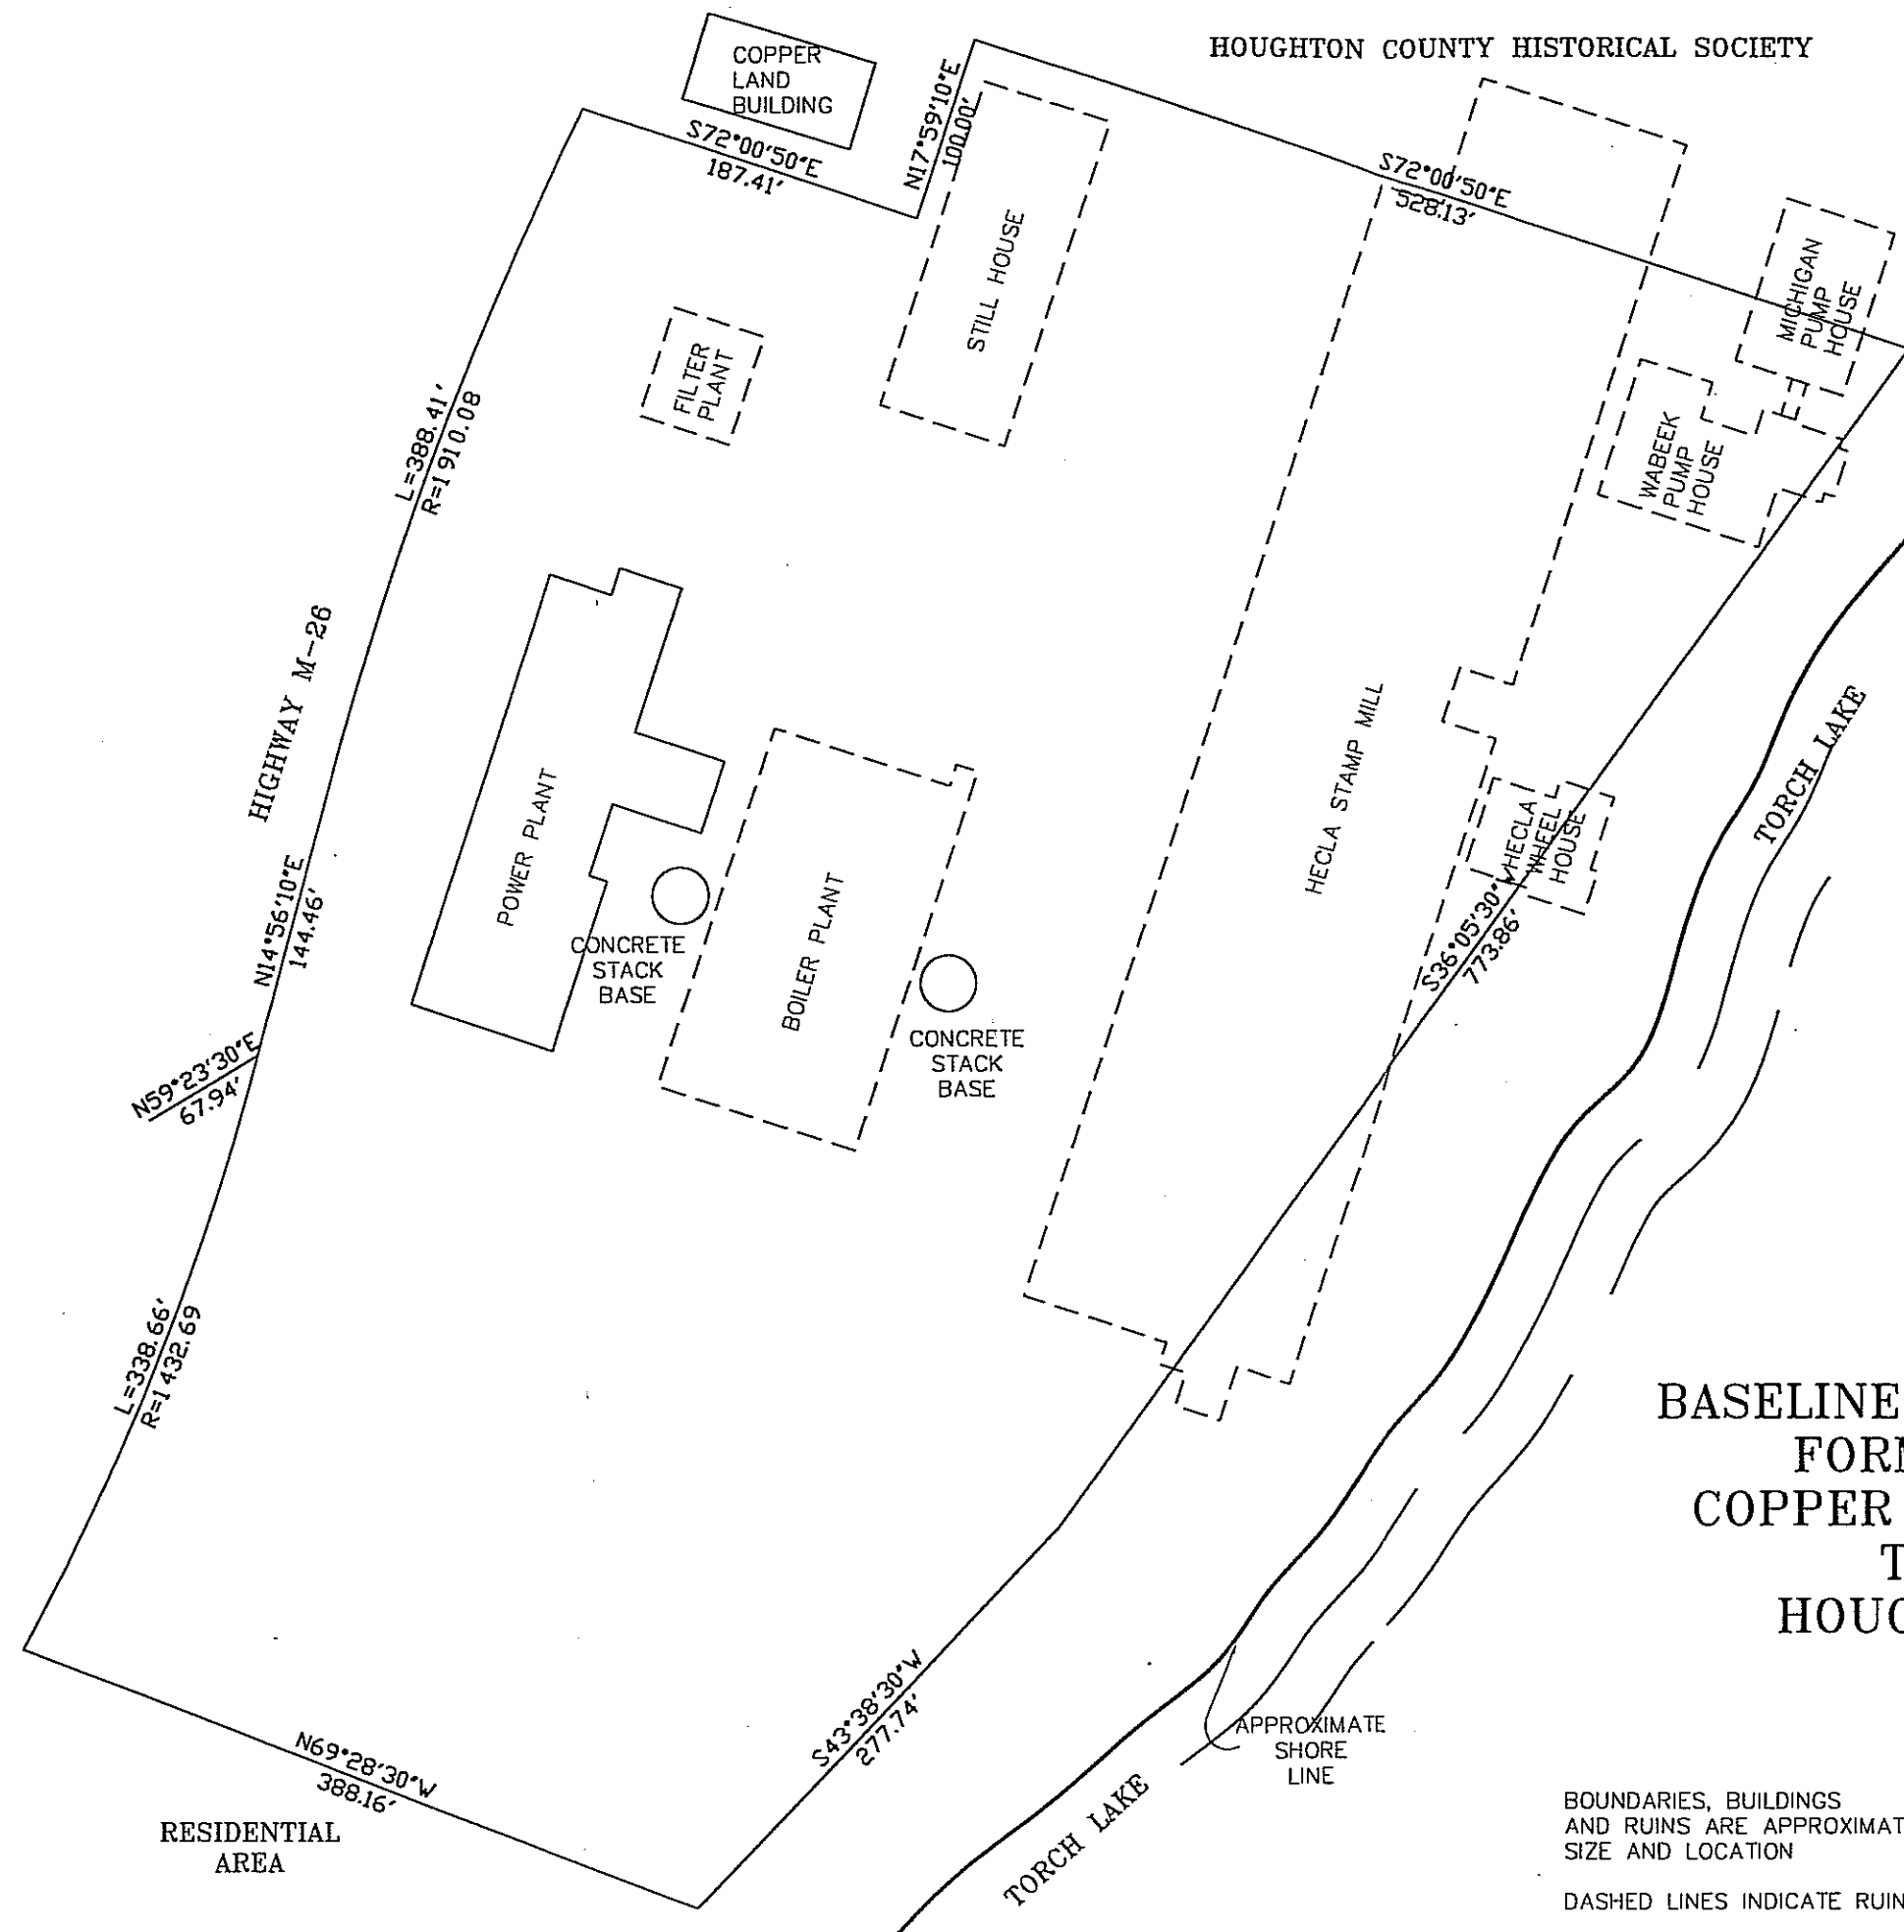 HOUGHTON COUNTY HISTORICAL SOCIETY
COPPER
LAND
BUILDING
S72°00'50"E
187.41'
N17°59'10"E
100.00'
S72°00'50"E
528.13'
STILL HOUSE
FILTER
PLANT
MICHIGAN
PUMP
HOUSE
WABEEK
PUMP
HOUSE
L=388.41'
R=1910.08
HIGHWAY M-26
POWER PLANT
HECLA STAMP MILL
TORCH LAKE
HECLA
WHEEL
HOUSE
N14°56'10"E
144.46'
CONCRETE
STACK
BASE
BOILER PLANT
S36°05'30"W
773.86'
CONCRETE
STACK
BASE
N59°23'30"E
67.94'
L=338.66'
R=1432.69
BASELINE
COPPER
S43°38'30"W
277.74'
APPROXIMATE
SHORE
LINE
N69°28'30"W
388.16'
RESIDENTIAL
AREA
TORCH LAKE
BOUNDARIES, BUILDINGS
AND RUINS ARE APPROXIMAT
SIZE AND LOCATION
DASHED LINES INDICATE RUIN